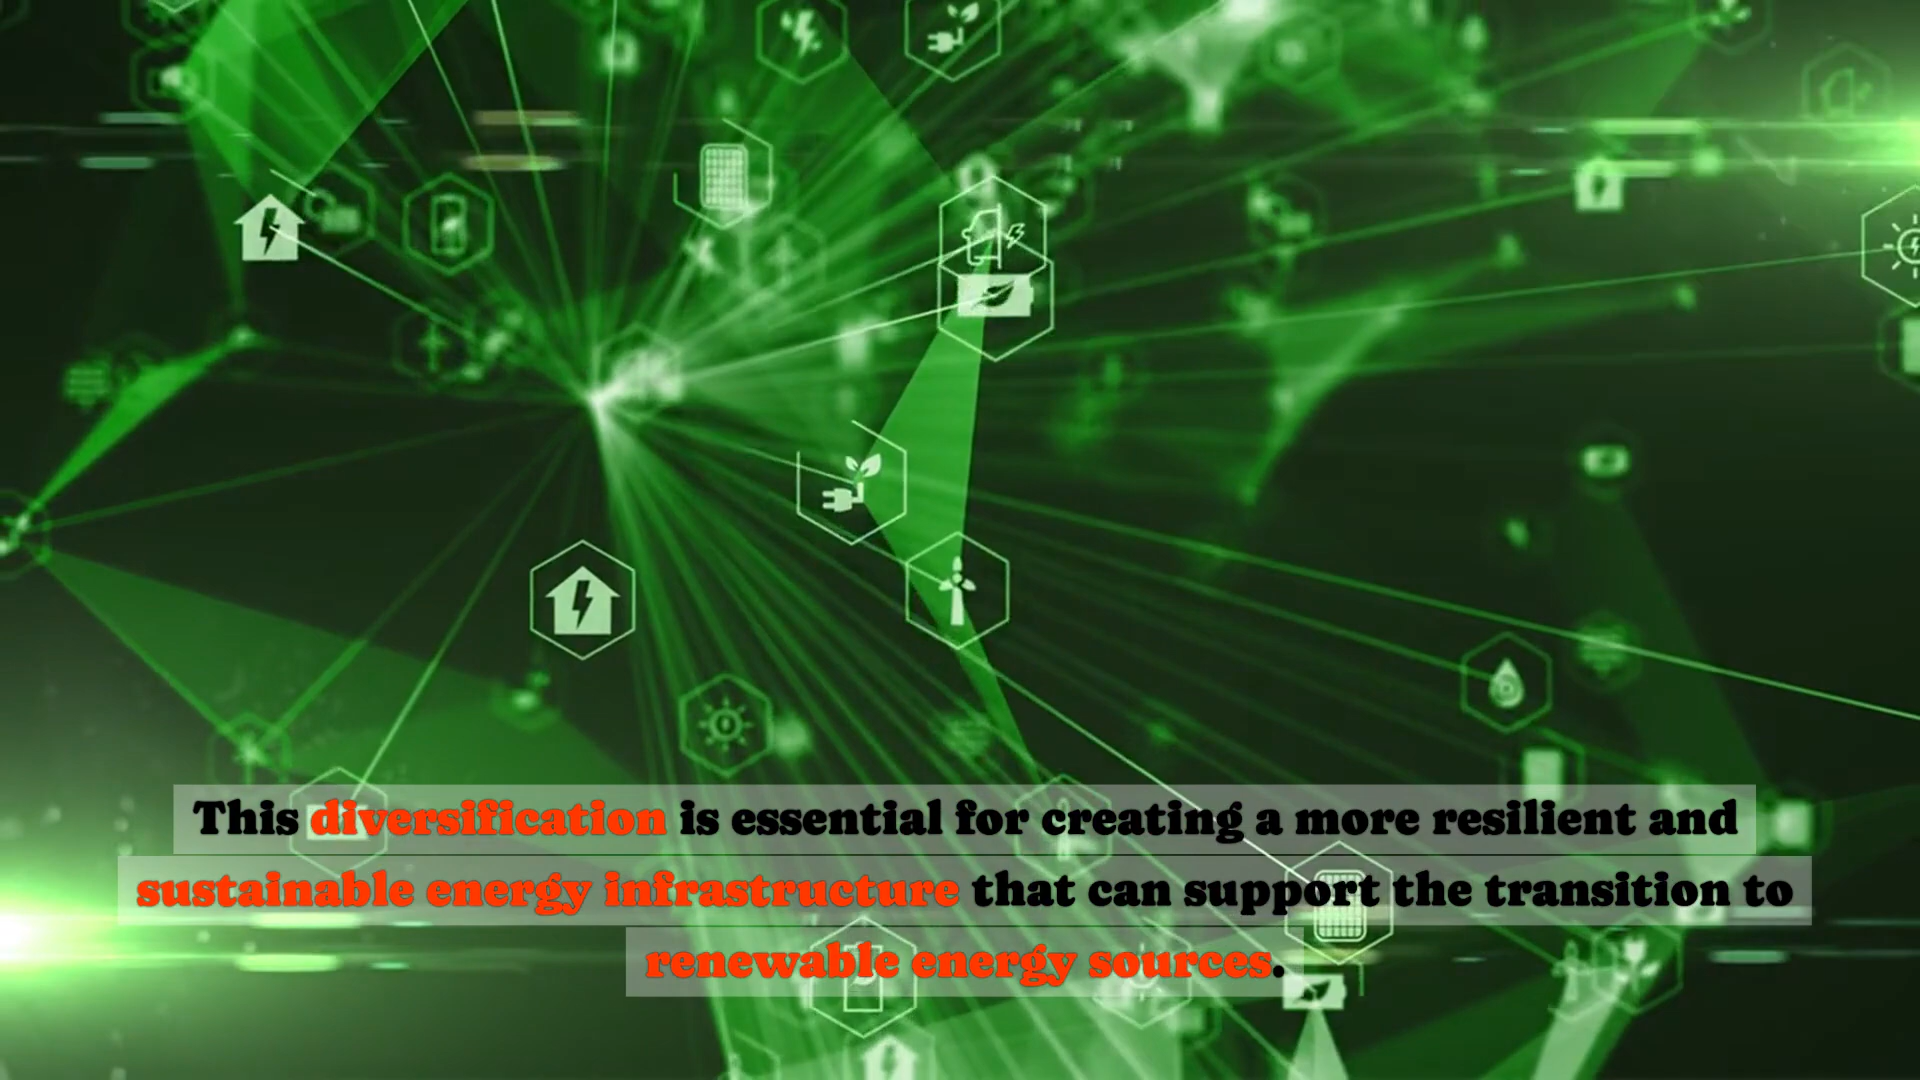 This diversification is essential for creating a more resilient and
sustainable energy infrastructure that can support the transition to
renewable energy sources.